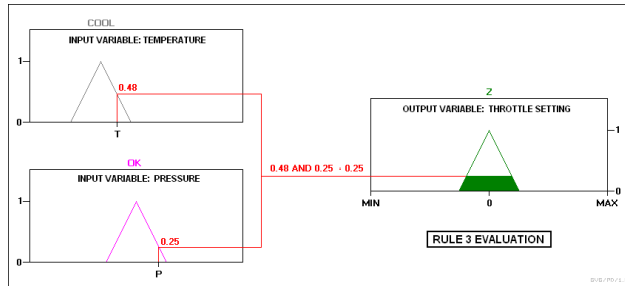 COOL
INPUT VARIABLE: TEMPERATURE
1
0.48
0
T
OK
INPUT VARIABLE: PRESSURE
1
0.25
0
P
0.48 AND 0.25 - 0.25
Z
OUTPUT VARIABLE: THROTTLE SETTING
1
0
MIN
0
MAX
RULE 3 EVALUATION